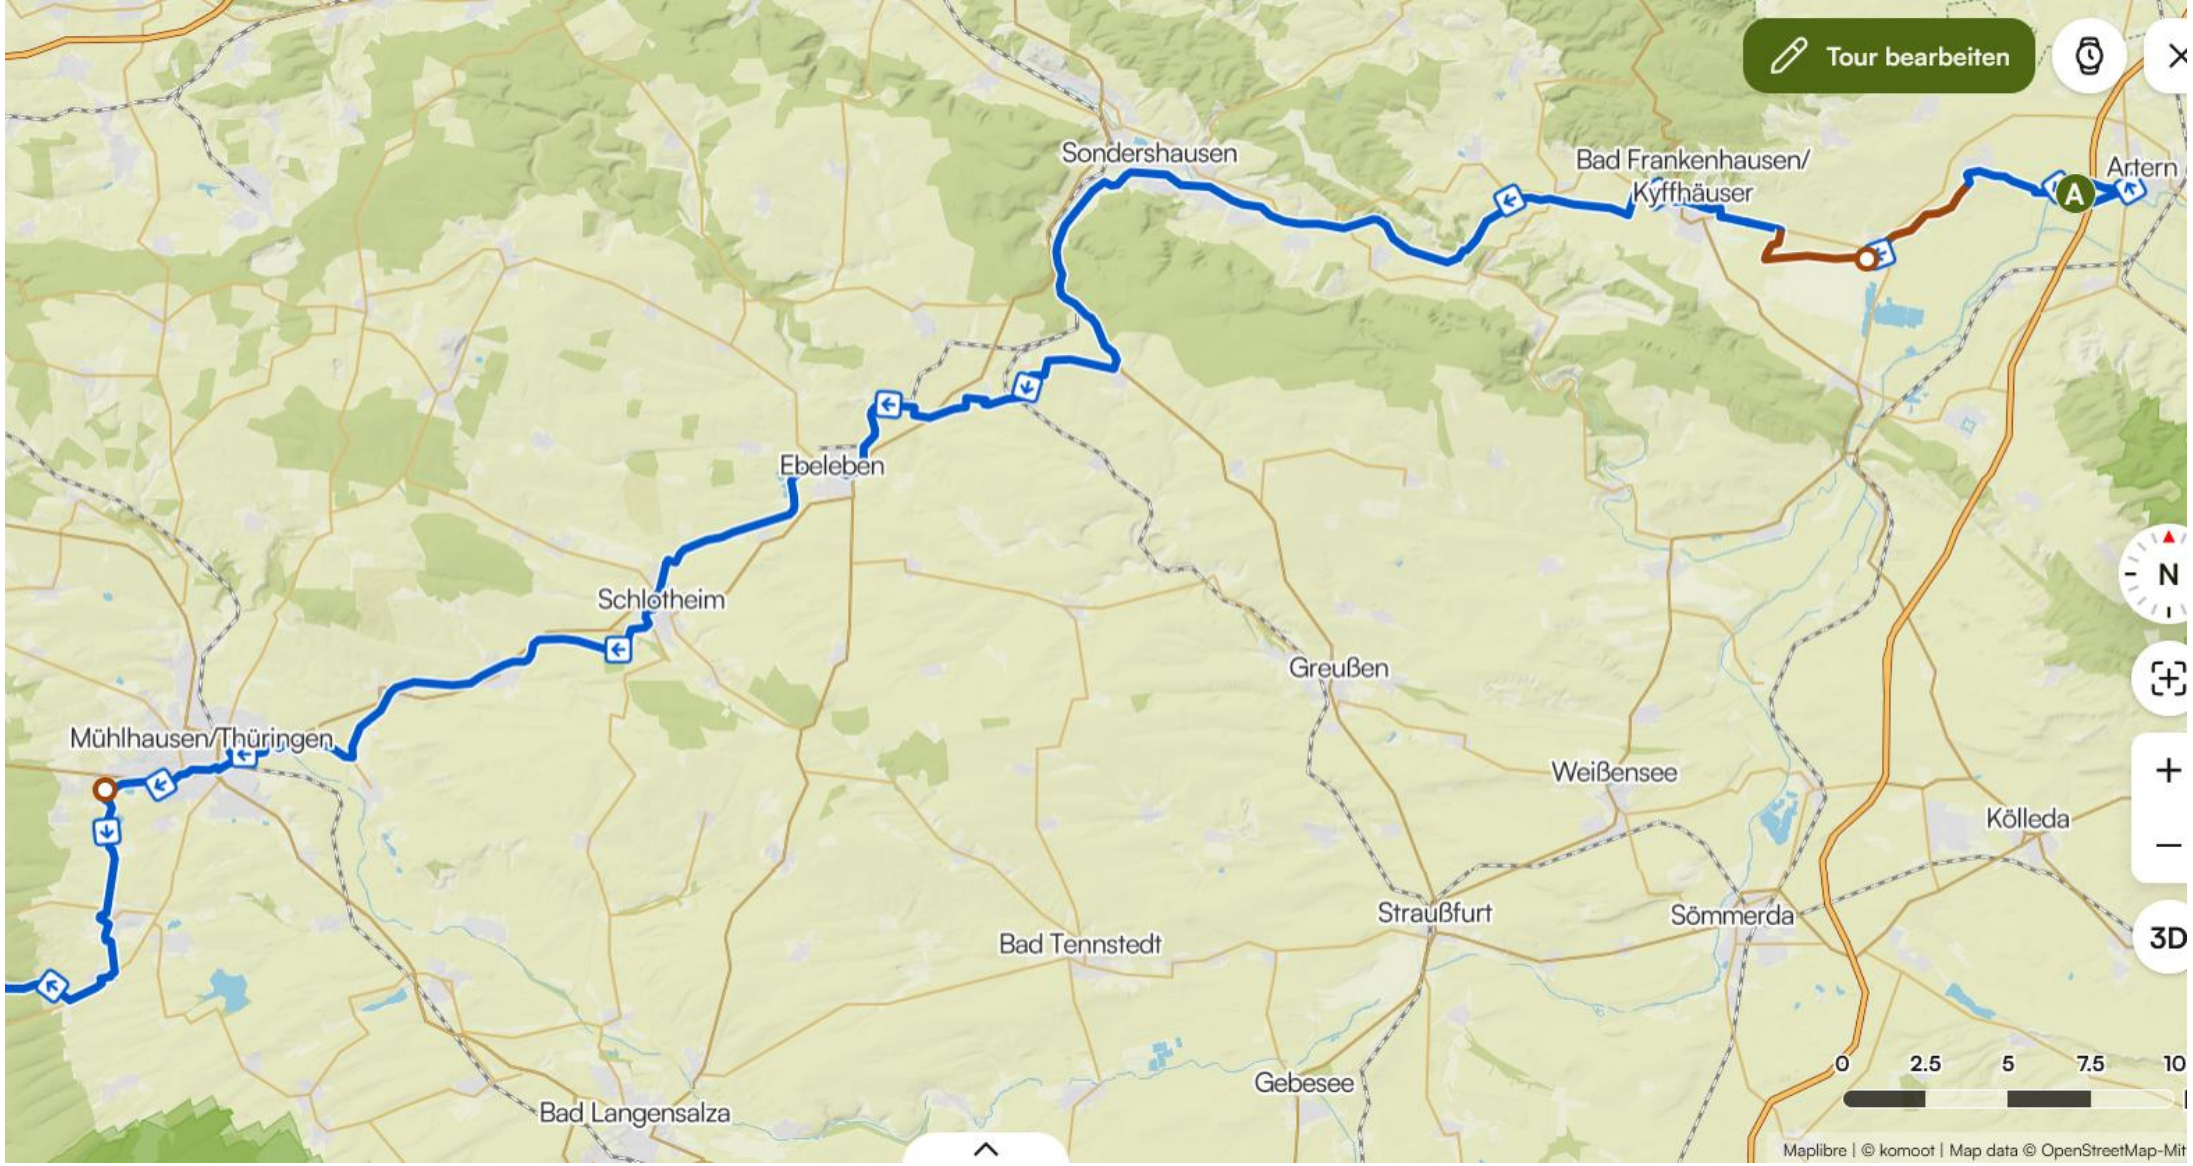 Tour bearbeiten
Sondershausen
Bad Frankenhausen/
Kyffhäuser
Artern
A
Ebeleben
N
Schlotheim
Greußen
Mühlhausen/Thüringen
Weißensee
Kölleda
Straußfurt
Sömmerda
3D
Bad Tennstedt
0 2.5 5 7.5 10
Gebesee
Bad Langensalza
Maplibre | © komoot | Map data © OpenStreetMap-Mit